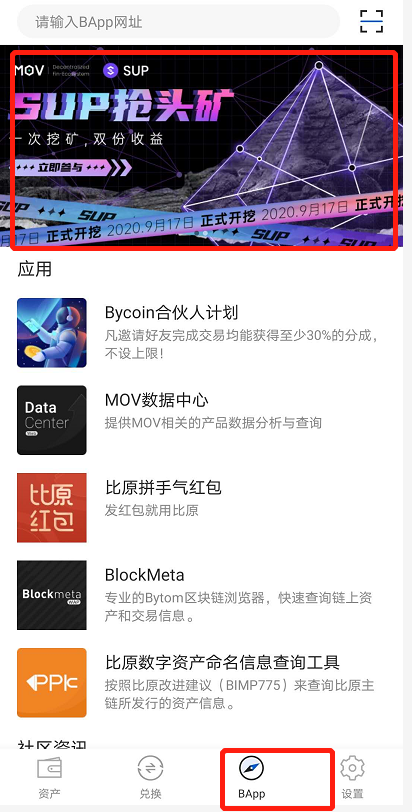 请输入BApp网址
MOV
Decentralized
Fin-Ecosystem
SUP
SUP抢头矿
一次挖矿,双份收益
立即参与
SUP
SUP
17日 正式开挖 2020.9月17日 正式开挖 2020.9月17日 正式开挖
SUP
SUP
应用
Bycoin合伙人计划
凡邀请好友完成交易均能获得至少30%的分成，
不设上限！
Data
Center
MOV数据中心
提供MOV相关的产品数据分析与查询
比原
红包
比原拼手气红包
发红包就用比原
Blockmeta
BlockMeta
专业的Bytom区块链浏览器，快速查询链上资
产和交易信息。
PPK
比原数字资产命名信息查询工具
按照比原改进建议（BIMP775）来查询比原主
链所发行的资产信息。
社区资讯
资产
兑换
BApp
设置